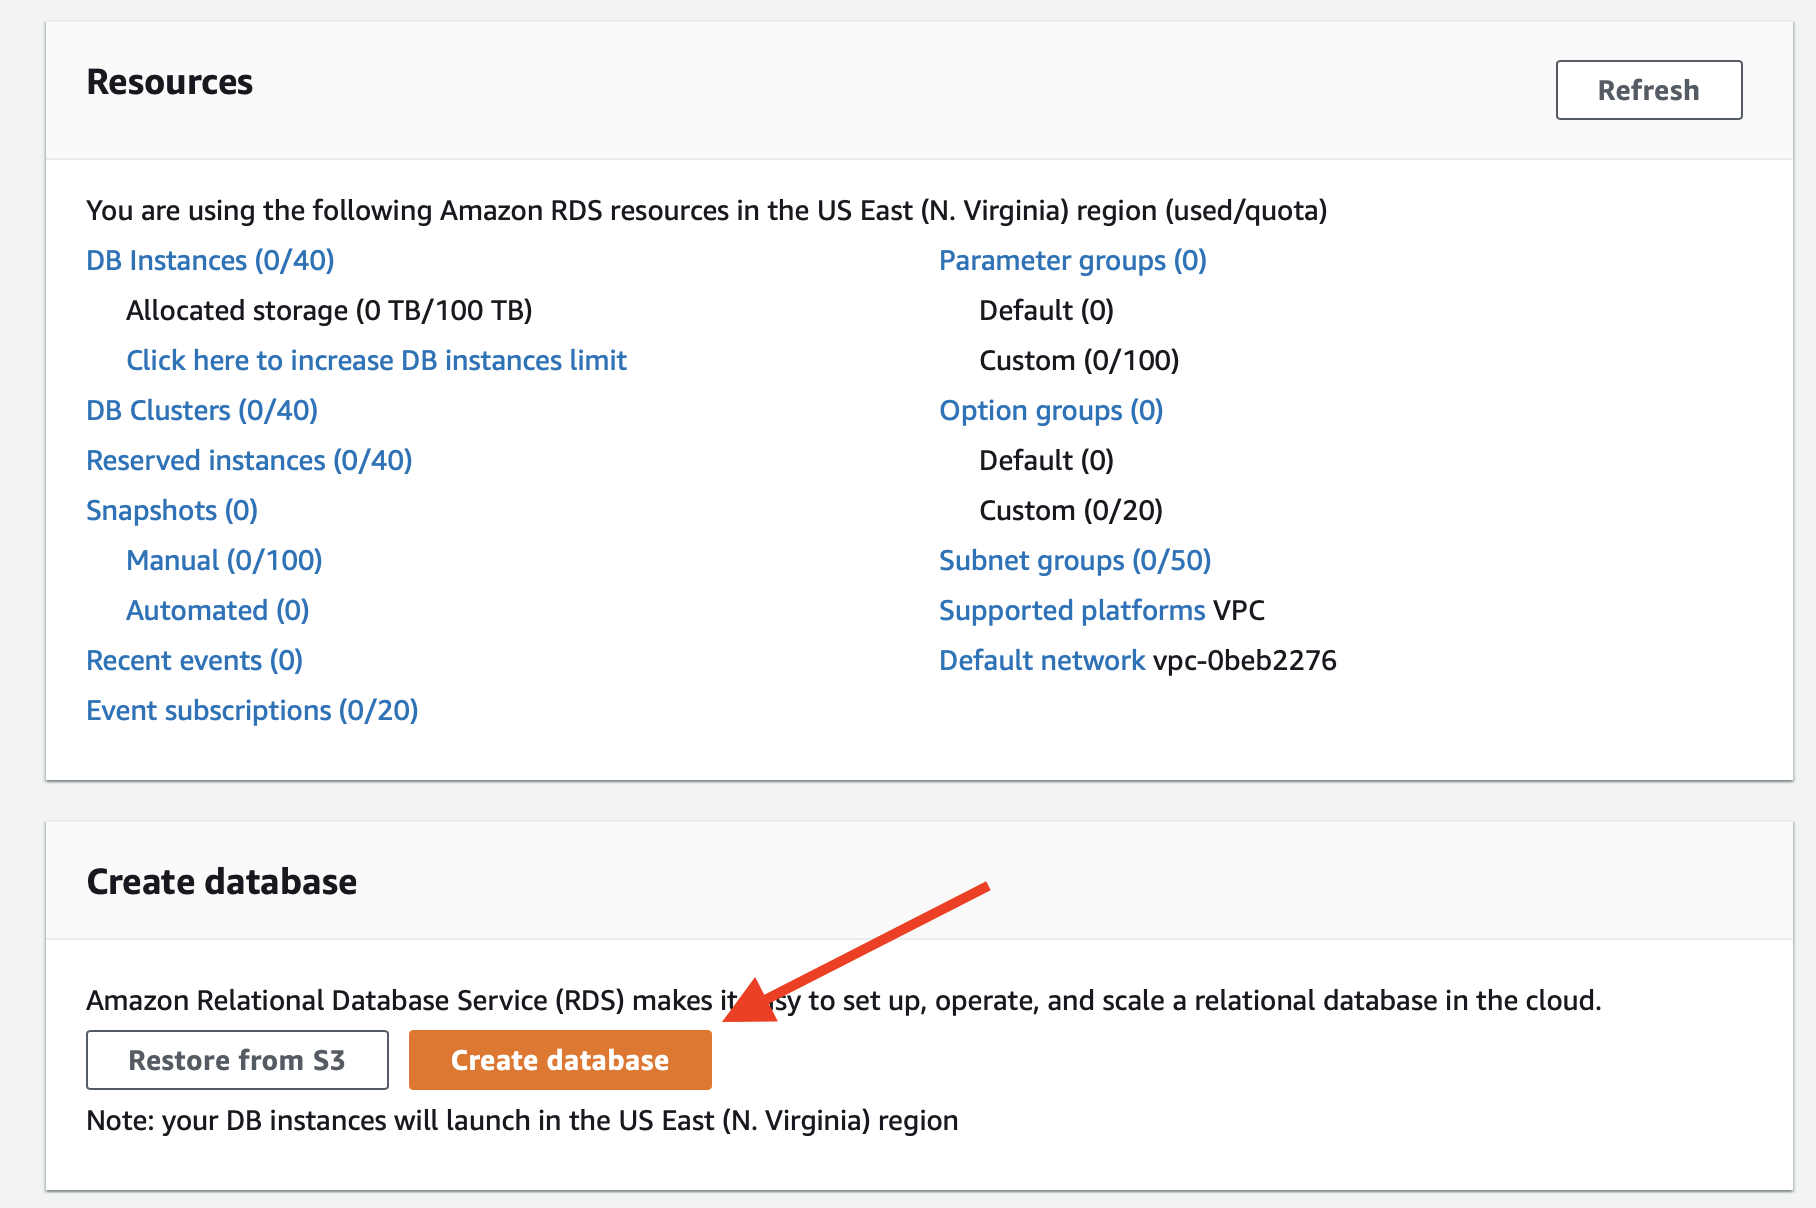 Resources
Refresh
You are using the following Amazon RDS resources in the US East (N. Virginia) region (used/quota)
DB Instances (0/40)
Allocated storage (0 TB/100 TB)
Click here to increase DB instances limit
DB Clusters (0/40)
Reserved instances (0/40)
Snapshots (0)
Manual (0/100)
Automated (0)
Recent events (0)
Event subscriptions (0/20)
Parameter groups (0)
Default (0)
Custom (0/100)
Option groups (0)
Default (0)
Custom (0/20)
Subnet groups (0/50)
Supported platforms VPC
Default network vpc-0beb2276
Create database
Amazon Relational Database Service (RDS) makes it to set up, operate, and scale a relational database in the cloud.
Restore from S3
Create database
Note: your DB instances will launch in the US East (N. Virginia) region